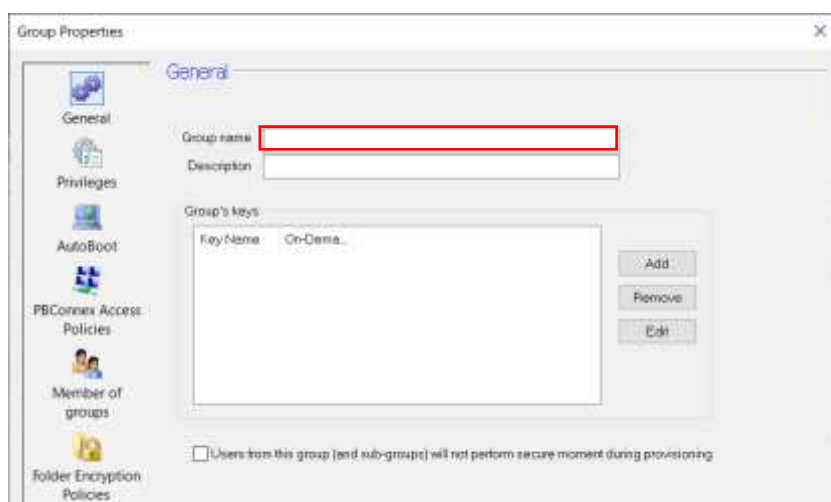 Group Properties
General
General
Group name
Description
Privileges
Group's keys
Key Name On-Dema...
AutoBoot
Add
Remove
Edit
PBConnex Access
Policies
Member of
groups
Users from this group (and sub-groups) will not perform secure moment during provisioning
Folder Encryption
Policies